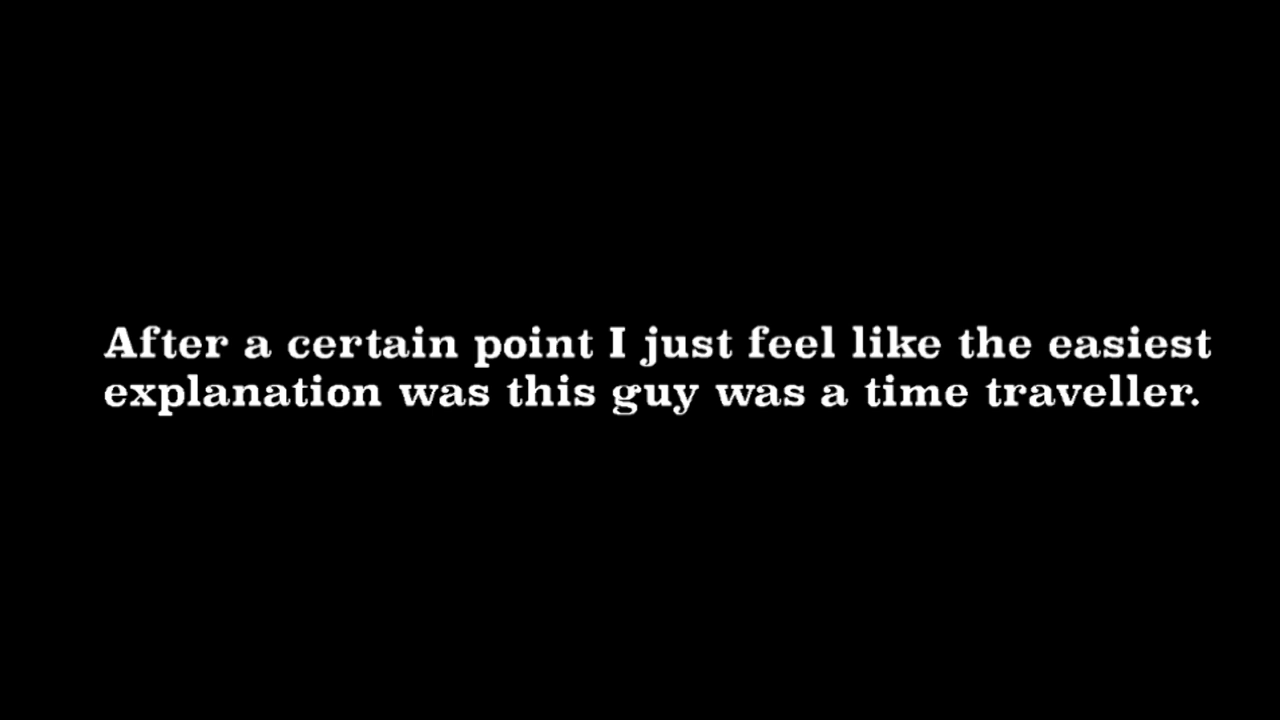 After a certain point I just feel like the easiest
explanation was this guy was a time traveller.